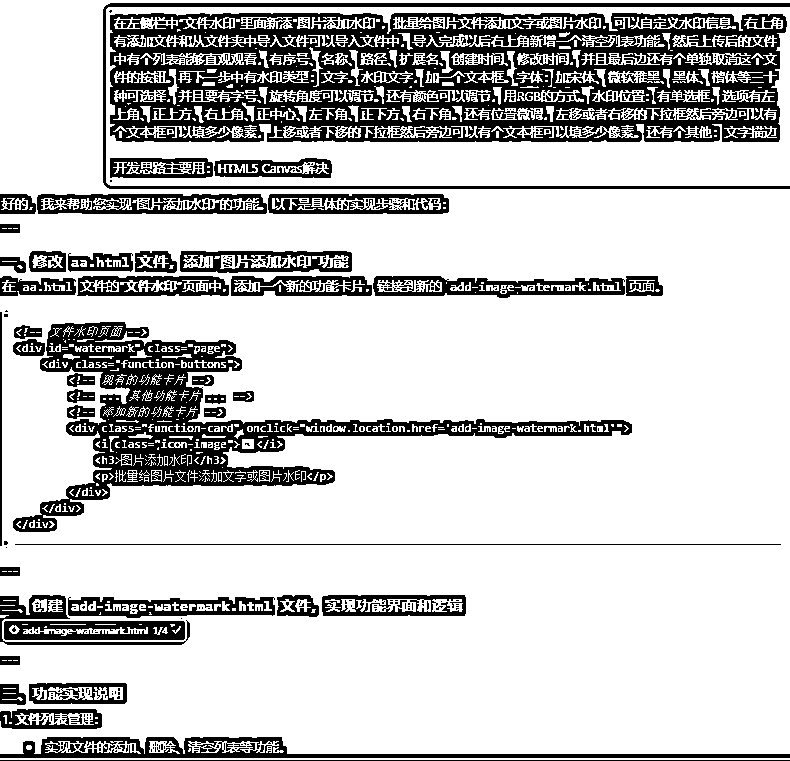 在左侧栏中"文件水印"里面新添"图片添加水印"，批量给图片文件添加文字或图片水印，可以自定义水印信息。右上角
有添加文件和从文件夹中导入文件可以导入文件中，导入完成以后右上角新增一个清空列表功能。然后上传后的文件
中有个列表能够直观观看，有序号、名称、路径、扩展名、创建时间、修改时间，并且最后边还有个单独取消这个文
件的按钮。再下一步中有水印类型：文字。水印文字，加一个文本框。字体：加宋体、微软雅黑、黑体、楷体等三十
种可选择，并且要有字号、旋转角度可以调节。还有颜色可以调节，用RGB的方式。水印位置：有单选框，选项有左
上角、正上方、右上角、正中心、左下角、正下方、右下角。还有位置微调，左移或者右移的下拉框然后旁边可以有
个文本框可以填多少像素。上移或者下移的下拉框然后旁边可以有个文本框可以填多少像素。还有个其他：文字描边
开发思路主要用：HTML5 Canvas解决
好的，我来帮助您实现"图片添加水印"的功能。以下是具体的实现步骤和代码：
一、修改 aa.html 文件，添加"图片添加水印"功能
在 aa.html 文件的"文件水印"页面中，添加一个新的功能卡片，链接到新的 add-image-watermark.html 页面。
<!-- 文件水印页面 -->
<div id="watermark" class="page">
<div class="function-buttons">
<!-- 现有的功能卡片 -->
<!-- ... 其他功能卡片 ... -->
<!-- 添加新的功能卡片 -->
<div class="function-card" onclick="window.location.href='add-image-watermark.html'">
<i class="icon-image"></i>
<h3>图片添加水印</h3>
<p>批量给图片文件添加文字或图片水印</p>
</div>
</div>
</div>
二、创建 add-image-watermark.html 文件，实现功能界面和逻辑
add-image-watermark.html 1/4
三、功能实现说明
1. 文件列表管理：
实现文件的添加、删除、清空列表等功能。